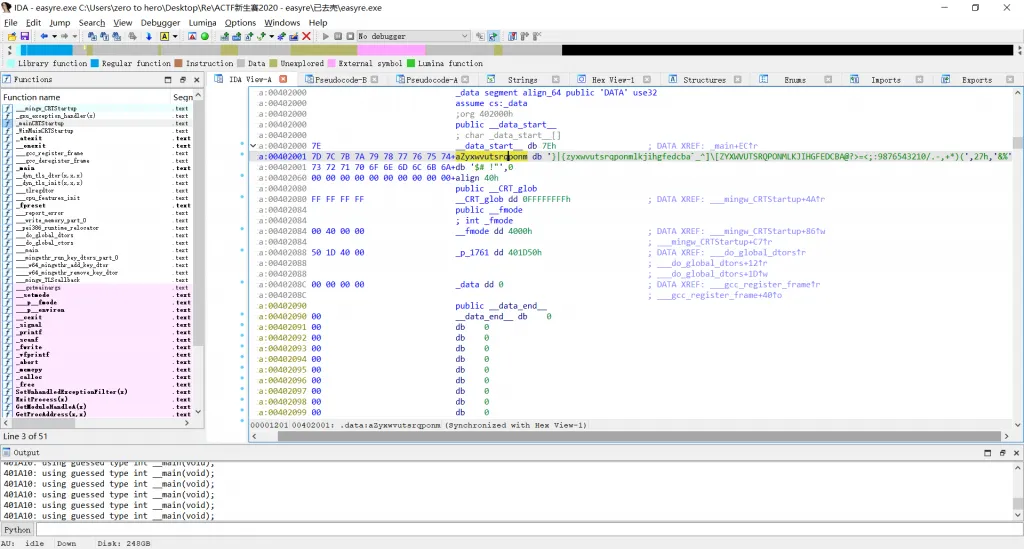 IDA - easyre.exe C:\Users\zero to hero\Desktop\Re\ACTF新生赛2020 - easyre\已去壳\easyre.exe
File Edit Jump Search View Debugger Lumina Options Windows Help
No debugger
Library function Regular function Instruction Data Unexplored External symbol Lumina function
Functions
IDA View-A Pseudocode-B Pseudocode-A Strings Hex View-1 Structures Enums Imports Exports
Function name Segn
___mingw_CRTStartup .text
_gnu_exception_handler(x) .text
_mainCRTStartup .text
_WinMainCRTStartup .text
_atexit .text
__onexit .text
___gcc_register_frame .text
___gcc_deregister_frame .text
_main .text
_dyn_tls_dtor(x,x,x) .text
_dyn_tls_init(x,x,x) .text
___tlregdtor .text
___cpu_features_init .text
_fpreset .text
___report_error .text
___write_memory_part_0 .text
__pei386_runtime_relocator .text
___do_global_dtors .text
___do_global_ctors .text
___main .text
__mingwthr_run_key_dtors_part_0 .text
___w64_mingwthr_add_key_dtor .text
___w64_mingwthr_remove_key_dtor .text
___mingw_TLScallback .text
___getmainargs .text
__setmode .text
___p__fmode .text
___p__environ .text
__cexit .text
_signal .text
_printf .text
_scanf .text
_fwrite .text
_vfprintf .text
_abort .text
_memcpy .text
_calloc .text
_free .text
SetUnhandledExceptionFilter(x) .text
ExitProcess(x) .text
GetModuleHandleA(x) .text
GetProcAddress(x,x) .text
Line 3 of 51
a:00402000 _data segment align_64 public 'DATA' use32
a:00402000 assume cs:_data
a:00402000 ;org 402000h
a:00402000 public __data_start__
a:00402000 ; char _data_start__[]
a:00402000 7E __data_start__ db 7Eh ; DATA XREF: _main+EC↑r
a:00402001 7D 7C 7B 7A 79 78 77 76 75 74+aZyxwvutsrqponm db '}|{zyxwvutsrqponmlkjihgfedcba`_^]\[ZYXWVUTSRQPONMLKJIHGFEDCBA@?>=<;:9876543210/.-,+*)(',27h,'&%'
a:00402001 73 72 71 70 6F 6E 6D 6C 6B 6A+db '$# !"',0
a:00402001 00 00 00 00 00 00 00 00 00 00+align 40h
a:00402080 public __CRT_glob
a:00402080 FF FF FF FF __CRT_glob dd 0FFFFFFFFh ; DATA XREF: ___mingw_CRTStartup+4A↑r
a:00402084 public __fmode
a:00402084 ; int _fmode
a:00402084 00 40 00 00 __fmode dd 4000h ; DATA XREF: ___mingw_CRTStartup+86↑w
a:00402084 ; ___mingw_CRTStartup+C7↑r
a:00402088 50 1D 40 00 _p_1761 dd 401D50h ; DATA XREF: ___do_global_dtors↑r
a:00402088 ; ___do_global_dtors+12↑r
a:00402088 ; ___do_global_dtors+1D↑w
a:0040208C 00 00 00 00 _data dd 0 ; DATA XREF: ___gcc_register_frame↑r
a:0040208C ; ___gcc_register_frame+40↑o
a:00402090 public __data_end__
a:00402090 00 __data_end__ db 0
a:00402091 00 db 0
a:00402092 00 db 0
a:00402093 00 db 0
a:00402094 00 db 0
a:00402095 00 db 0
a:00402096 00 db 0
a:00402097 00 db 0
a:00402098 00 db 0
a:00402099 00 db 0
00001201 00402001: .data:aZyxwvutsrqponm (Synchronized with Hex View-1)
Output
401A10: using guessed type int __main(void);
401A10: using guessed type int __main(void);
401A10: using guessed type int __main(void);
401A10: using guessed type int __main(void);
401A10: using guessed type int __main(void);
401A10: using guessed type int __main(void);
Python
AU: idle Down Disk: 248GB